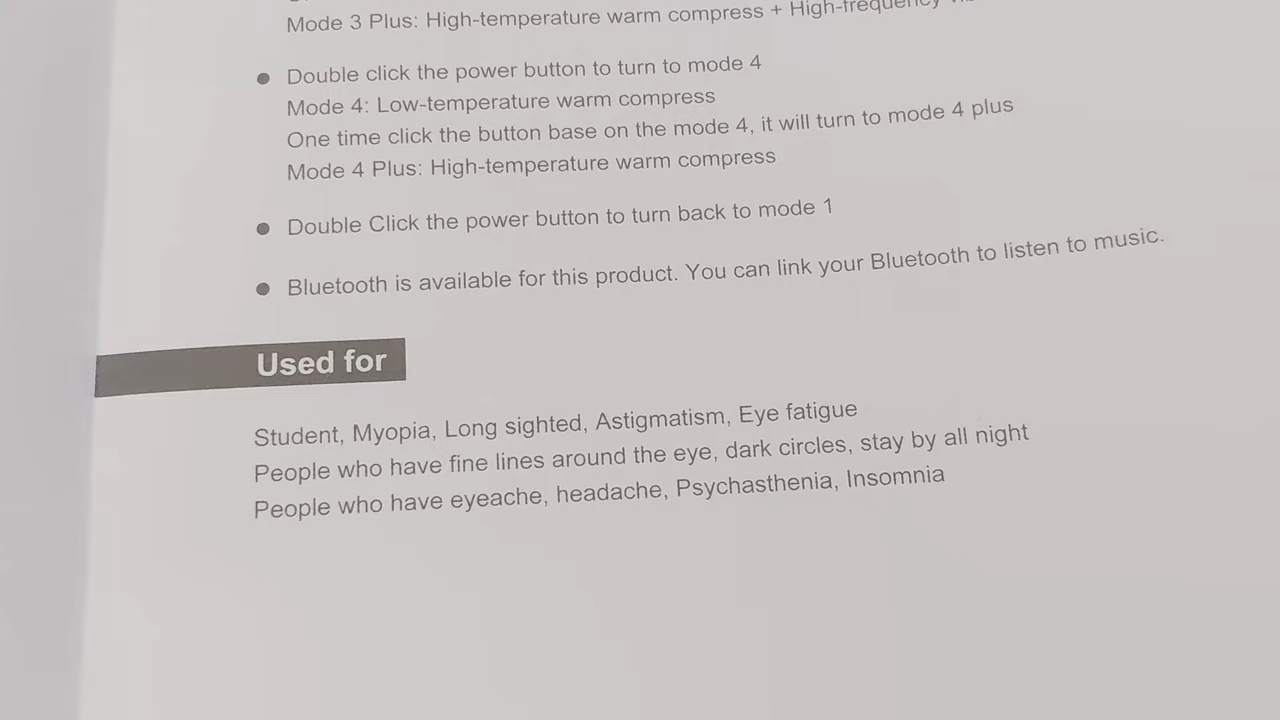 Mode 3 Plus: High-temperature warm compress + High-frequency
● Double click the power button to turn to mode 4
Mode 4: Low-temperature warm compress
One time click the button base on the mode 4, it will turn to mode 4 plus
Mode 4 Plus: High-temperature warm compress
● Double Click the power button to turn back to mode 1
● Bluetooth is available for this product. You can link your Bluetooth to listen to music.
Used for
Student, Myopia, Long sighted, Astigmatism, Eye fatigue
People who have fine lines around the eye, dark circles, stay by all night
People who have eyeache, headache, Psychasthenia, Insomnia